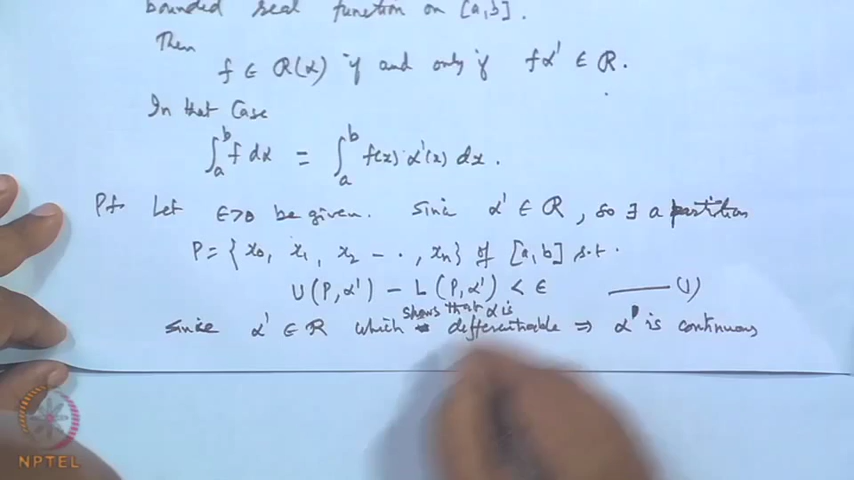 bounded real function on [a,b].
Then
f ∈ R(α) if and only if fα' ∈ R.
In that Case
∫_a^b f dα = ∫_a^b f(x) α'(x) dx.
Pf. Let ε>0 be given. Since α' ∈ R, so ∃ a partition
P = {x₀, x₁, x₂ - - ·, xₙ} of [a,b] s.t.
U(P,α') - L(P,α') < ε ——— (1)
shows that α is
Since α' ∈ R which differentiable ⇒ α' is continuous
NPTEL